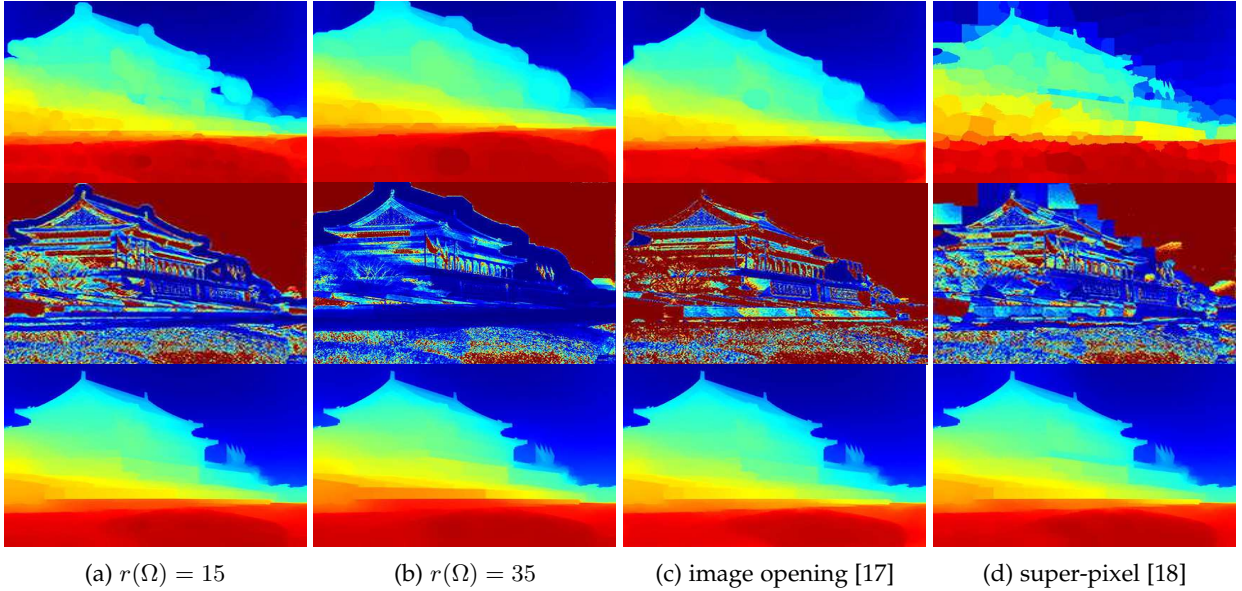 (a) r(Ω) = 15
(b) r(Ω) = 35
(c) image opening [17]
(d) super-pixel [18]